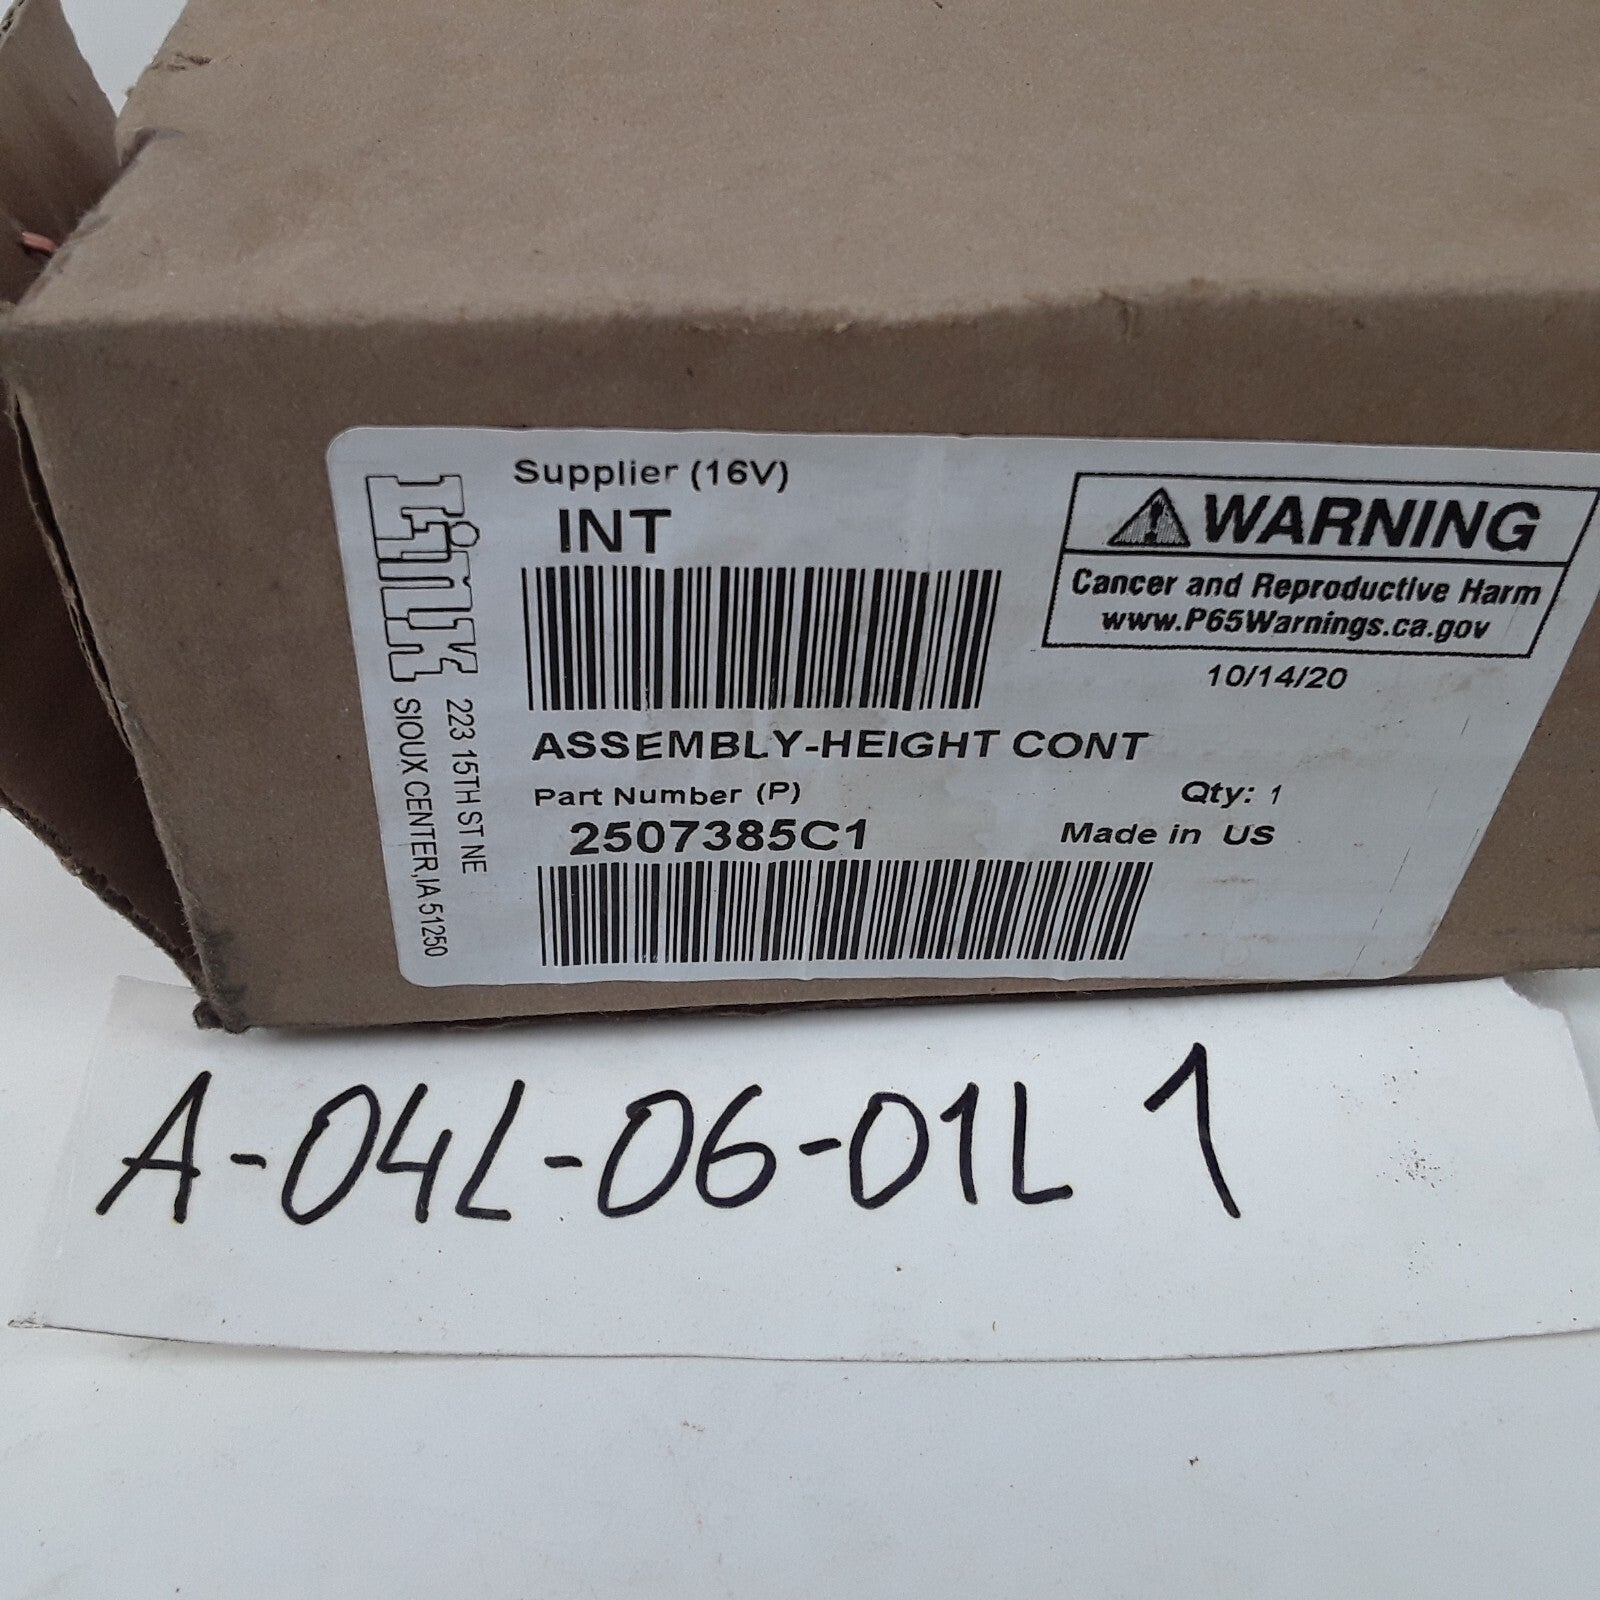 Link
223 15TH ST NE
SIOUX CENTER, IA 51250
Supplier (16V)
INT
WARNING
Cancer and Reproductive Harm
www.P65Warnings.ca.gov
10/14/20
ASSEMBLY-HEIGHT CONT
Part Number (P)
Qty: 1
2507385C1
Made in US
A-04L-06-01L 1